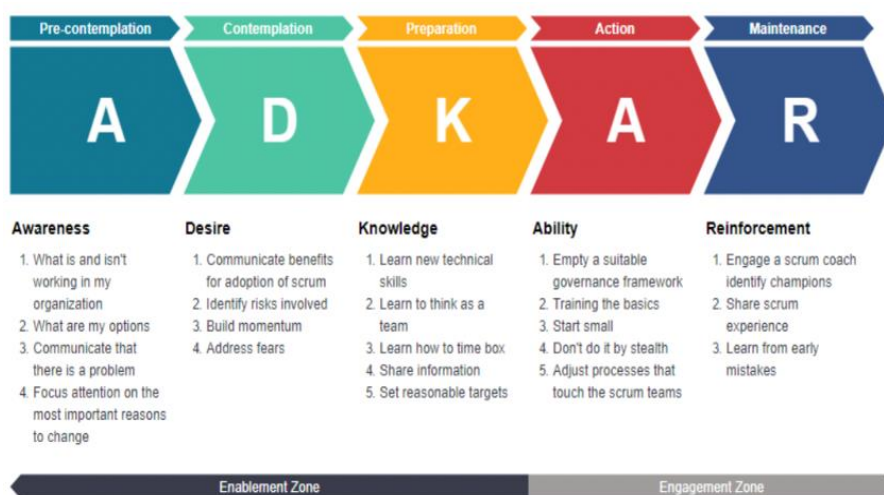 Pre-contemplation
Contemplation
Preparation
Action
Maintenance
A
D
K
A
R
Awareness
1. What is and isn't
working in my
organization
2. What are my options
3. Communicate that
there is a problem
4. Focus attention on the
most important reasons
to change
Desire
1. Communicate benefits
for adoption of scrum
2. Identify risks involved
3. Build momentum
4. Address fears
Knowledge
1. Learn new technical
skills
2. Learn to think as a
team
3. Learn how to time box
4. Share information
5. Set reasonable targets
Ability
1. Empty a suitable
governance framework
2. Training the basics
3. Start small
4. Don't do it by stealth
5. Adjust processes that
touch the scrum teams
Reinforcement
1. Engage a scrum coach
identify champions
2. Share scrum
experience
3. Learn from early
mistakes
Enablement Zone
Engagement Zone